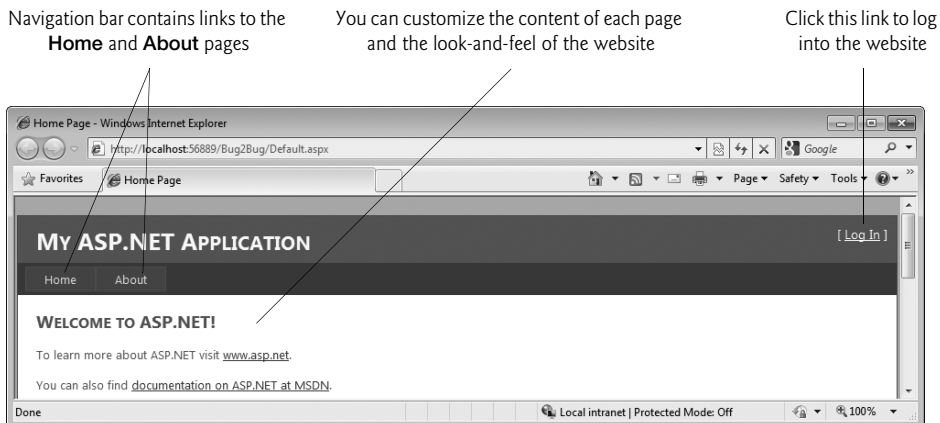 Navigation bar contains links to the
Home and About pages
You can customize the content of each page
and the look-and-feel of the website
Click this link to log
into the website
Home Page - Windows Internet Explorer
http://localhost:56889/Bug2Bug/Default.aspx
Google
Favorites
Home Page
Page
Safety
Tools
MY ASP.NET APPLICATION
[ Log In ]
Home
About
WELCOME TO ASP.NET!
To learn more about ASP.NET visit www.asp.net.
You can also find documentation on ASP.NET at MSDN.
Done
Local intranet | Protected Mode: Off
100%